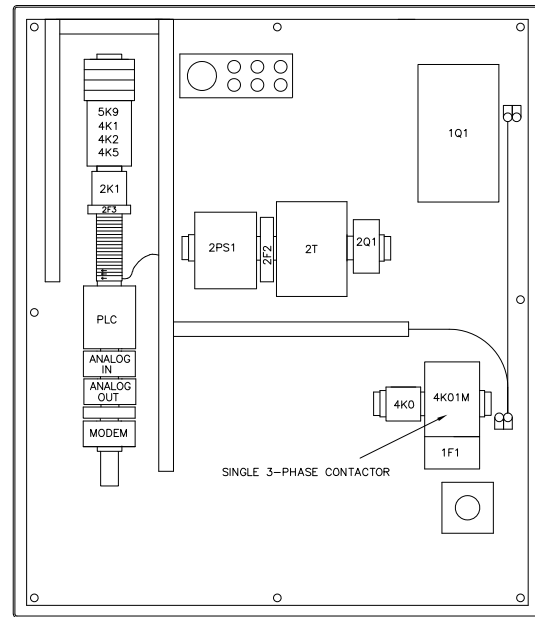 5K9
4K1
4K2
4K5
2K1
2F3
PLC
ANALOG
IN
ANALOG
OUT
MODEM
1Q1
2PS1
2F2
2T
2Q1
4K0
4K01M
1F1
SINGLE 3-PHASE CONTACTOR